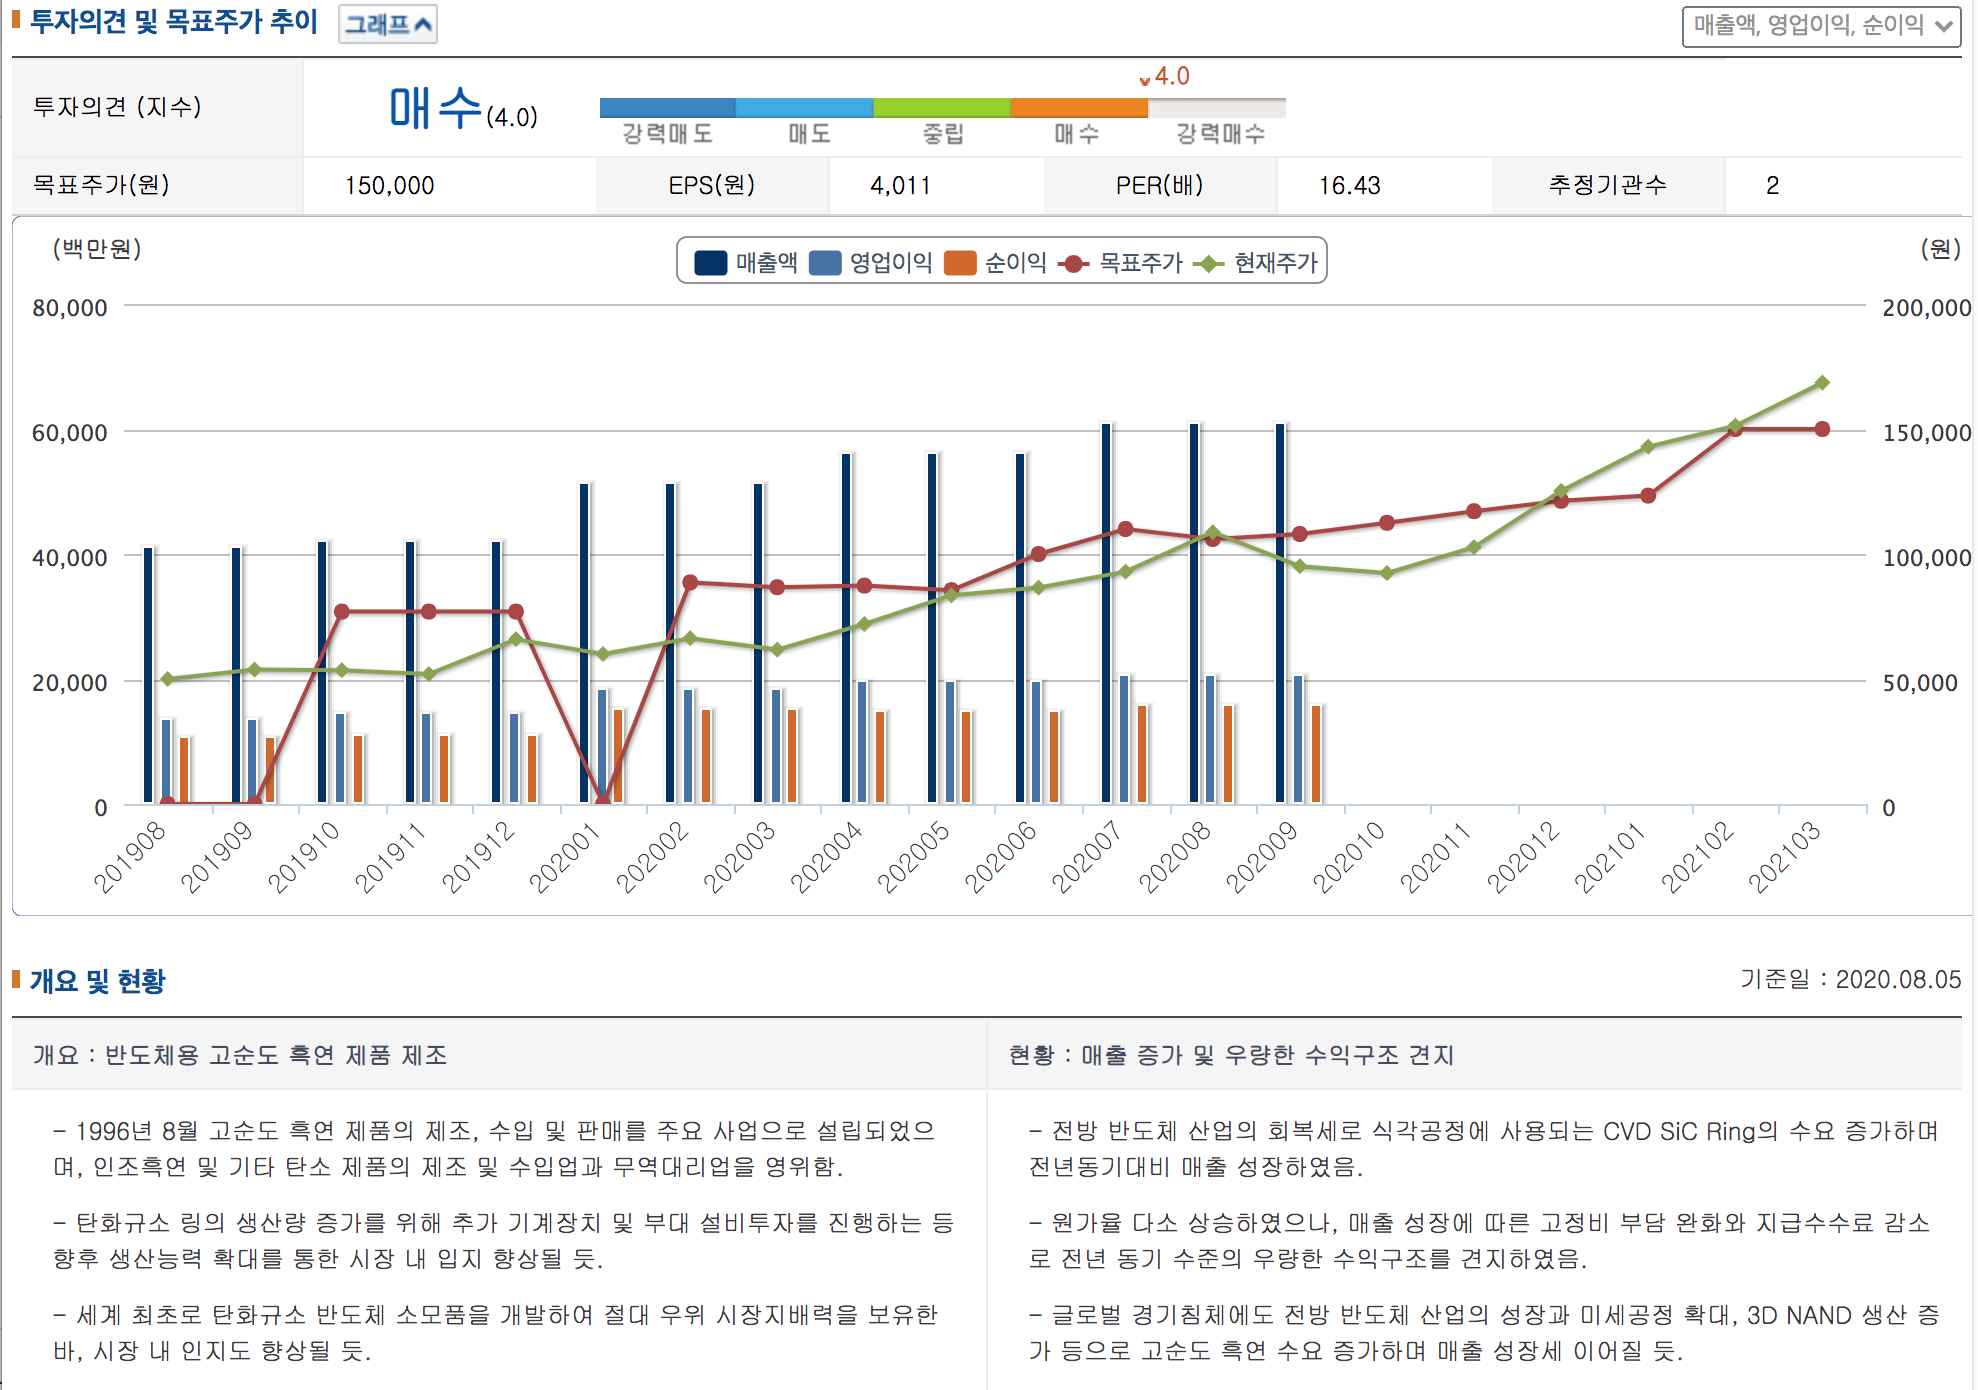 투자의견 및 목표주가 추이
그래프
매출액, 영업이익, 순이익
투자의견 (지수)
매수(4.0)
4.0
강력매도 매도 중립 매수 강력매수
목표주가(원) 150,000 EPS(원) 4,011 PER(배) 16.43 추정기관수 2
(백만원)
(원)
매출액 영업이익 순이익 목표주가 현재주가
80,000 200,000
60,000 150,000
40,000 100,000
20,000 50,000
0 0
201908 201909 201910 201911 201912 202001 202002 202003 202004 202005 202006 202007 202008 202009 202010 202011 202012 202101 202102 202103
개요 및 현황
기준일 : 2020.08.05
개요 : 반도체용 고순도 흑연 제품 제조
– 1996년 8월 고순도 흑연 제품의 제조, 수입 및 판매를 주요 사업으로 설립되었으
며, 인조흑연 및 기타 탄소 제품의 제조 및 수입업과 무역대리업을 영위함.
– 탄화규소 링의 생산량 증가를 위해 추가 기계장치 및 부대 설비투자를 진행하는 등
향후 생산능력 확대를 통한 시장 내 입지 향상될 듯.
– 세계 최초로 탄화규소 반도체 소모품을 개발하여 절대 우위 시장지배력을 보유한
바, 시장 내 인지도 향상될 듯.
현황 : 매출 증가 및 우량한 수익구조 견지
– 전방 반도체 산업의 회복세로 식각공정에 사용되는 CVD SiC Ring의 수요 증가하며
전년동기대비 매출 성장하였음.
– 원가율 다소 상승하였으나, 매출 성장에 따른 고정비 부담 완화와 지급수수료 감소
로 전년 동기 수준의 우량한 수익구조를 견지하였음.
– 글로벌 경기침체에도 전방 반도체 산업의 성장과 미세공정 확대, 3D NAND 생산 증
가 등으로 고순도 흑연 수요 증가하며 매출 성장세 이어질 듯.